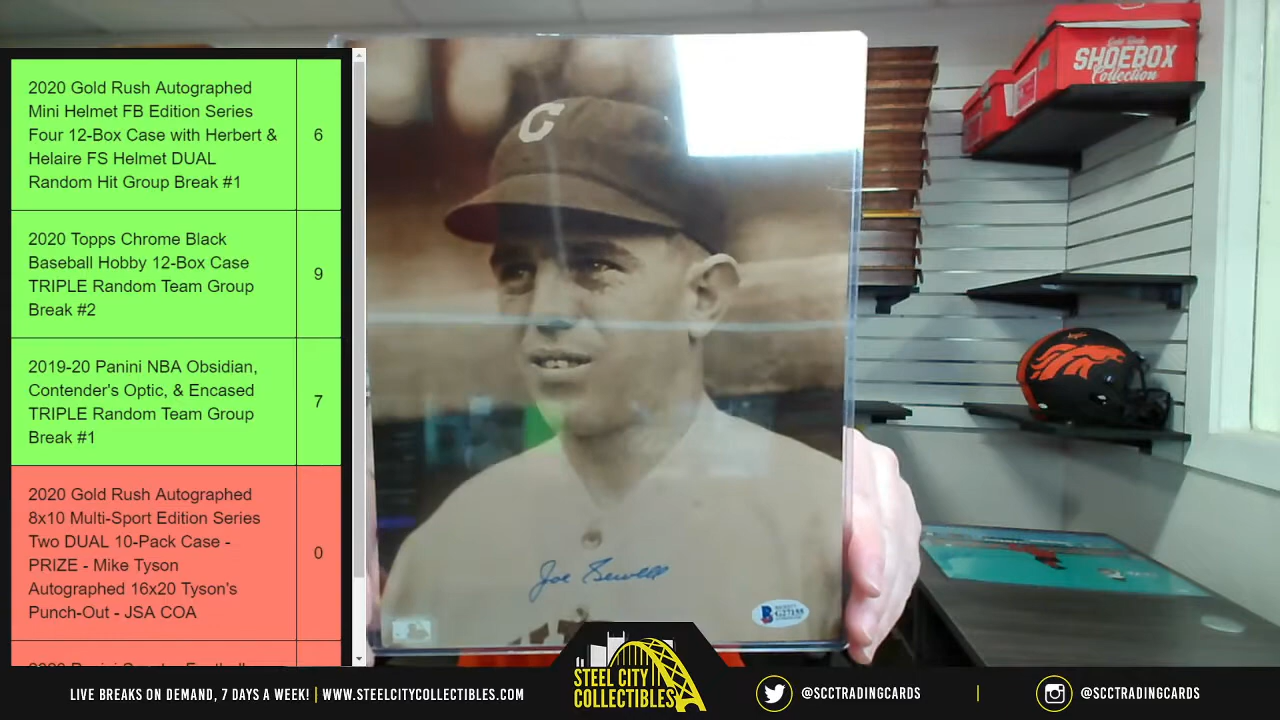 2020 Gold Rush Autographed
Mini Helmet FB Edition Series
Four 12-Box Case with Herbert &
Helaire FS Helmet DUAL
Random Hit Group Break #1
6
2020 Topps Chrome Black
Baseball Hobby 12-Box Case
TRIPLE Random Team Group
Break #2
9
2019-20 Panini NBA Obsidian,
Contender's Optic, & Encased
TRIPLE Random Team Group
Break #1
7
2020 Gold Rush Autographed
8x10 Multi-Sport Edition Series
Two DUAL 10-Pack Case -
PRIZE - Mike Tyson
Autographed 16x20 Tyson's
Punch-Out - JSA COA
0
C
Joe Sewell
Gold Rush
SHOEBOX
Collection
LIVE BREAKS ON DEMAND, 7 DAYS A WEEK! | WWW.STEELCITYCOLLECTIBLES.COM
STEEL CITY
COLLECTIBLES
@SCCTRADINGCARDS
@SCCTRADINGCARDS